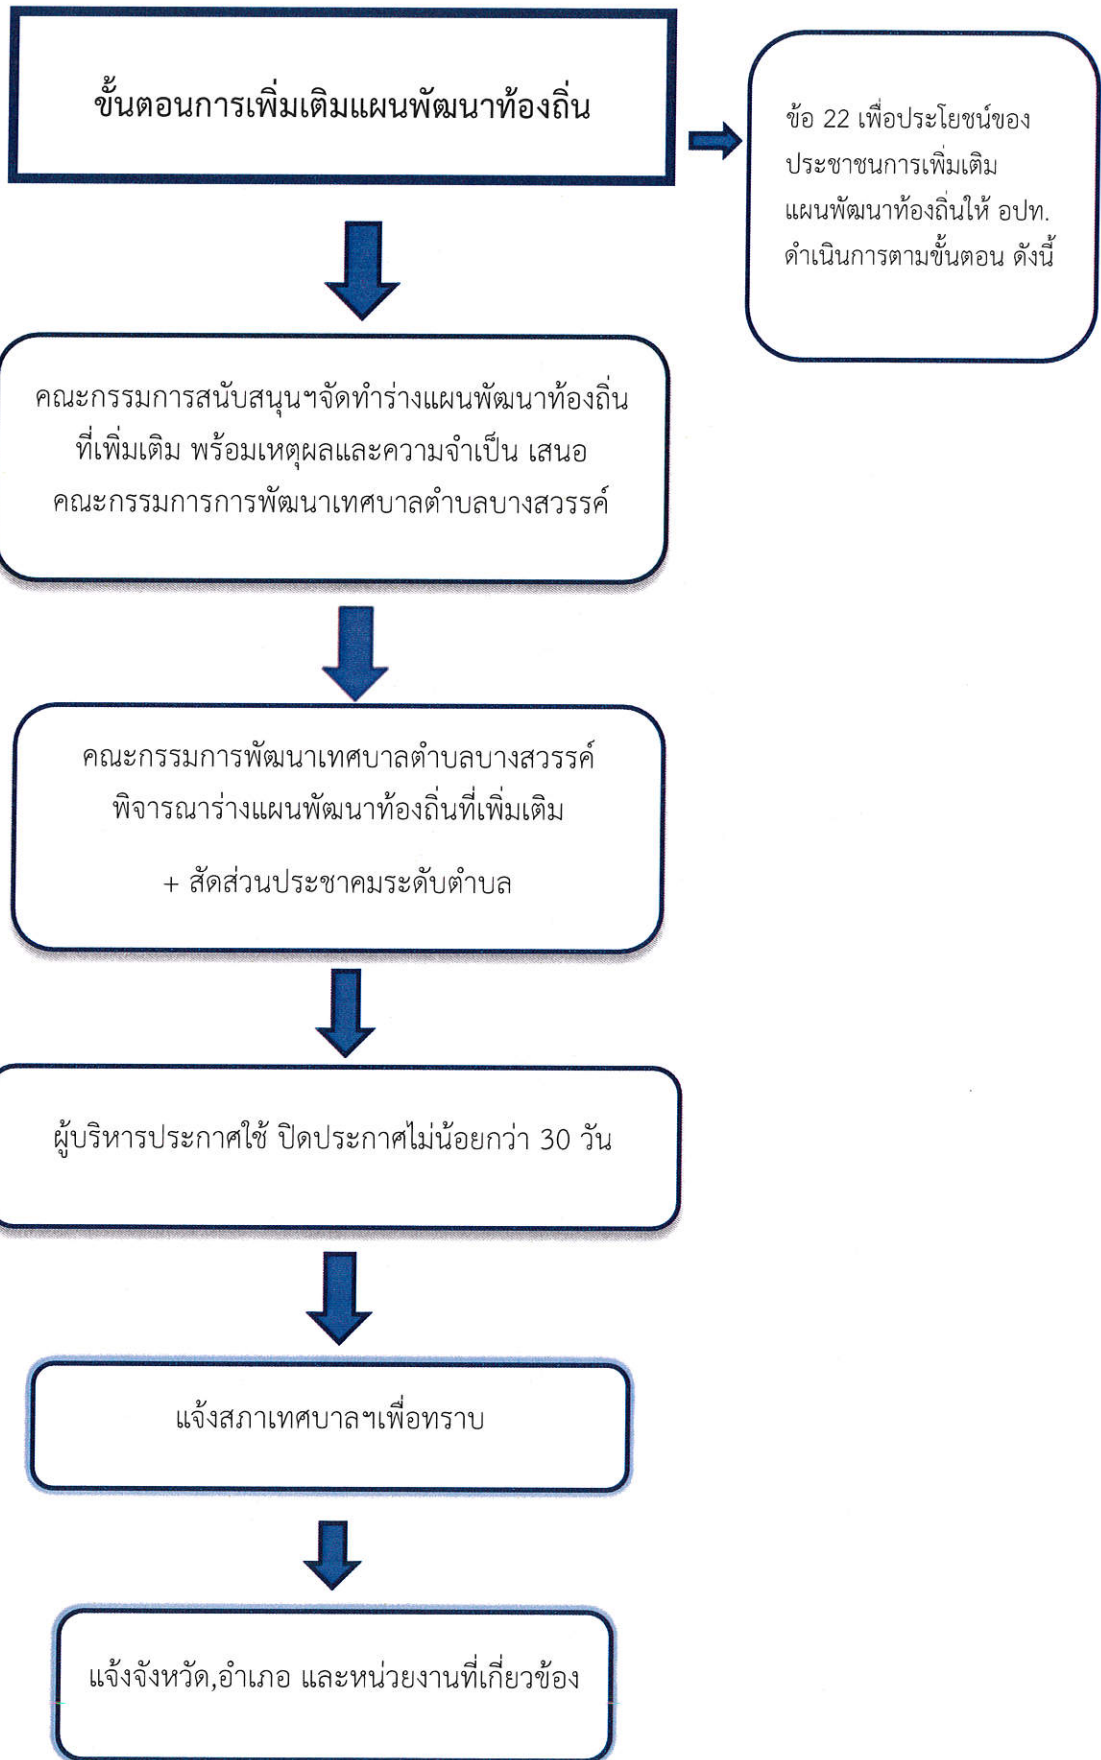 ขั้นตอนการเพิ่มเติมแผนพัฒนาท้องถิ่น
ข้อ 22 เพื่อประโยชน์ของ
ประชาชนการเพิ่มเติม
แผนพัฒนาท้องถิ่นให้ อปท.
ดำเนินการตามขั้นตอน ดังนี้
คณะกรรมการสนับสนุนฯจัดทำร่างแผนพัฒนาท้องถิ่น
ที่เพิ่มเติม พร้อมเหตุผลและความจำเป็น เสนอ
คณะกรรมการการพัฒนาเทศบาลตำบลบางสวรรค์
คณะกรรมการพัฒนาเทศบาลตำบลบางสวรรค์
พิจารณาร่างแผนพัฒนาท้องถิ่นที่เพิ่มเติม
+ สัดส่วนประชาคมระดับตำบล
ผู้บริหารประกาศใช้ ปิดประกาศไม่น้อยกว่า 30 วัน
แจ้งสภาเทศบาลฯเพื่อทราบ
แจ้งจังหวัด,อำเภอ และหน่วยงานที่เกี่ยวข้อง